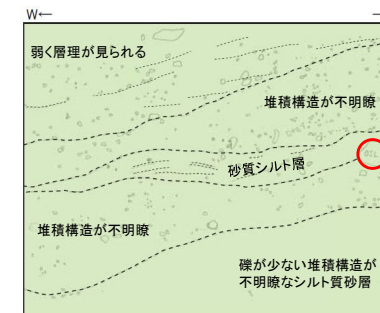 W←
弱く層理が見られる
堆積構造が不明瞭
砂質シルト層
堆積構造が不明瞭
礫が少ない堆積構造が
不明瞭なシルト質砂層